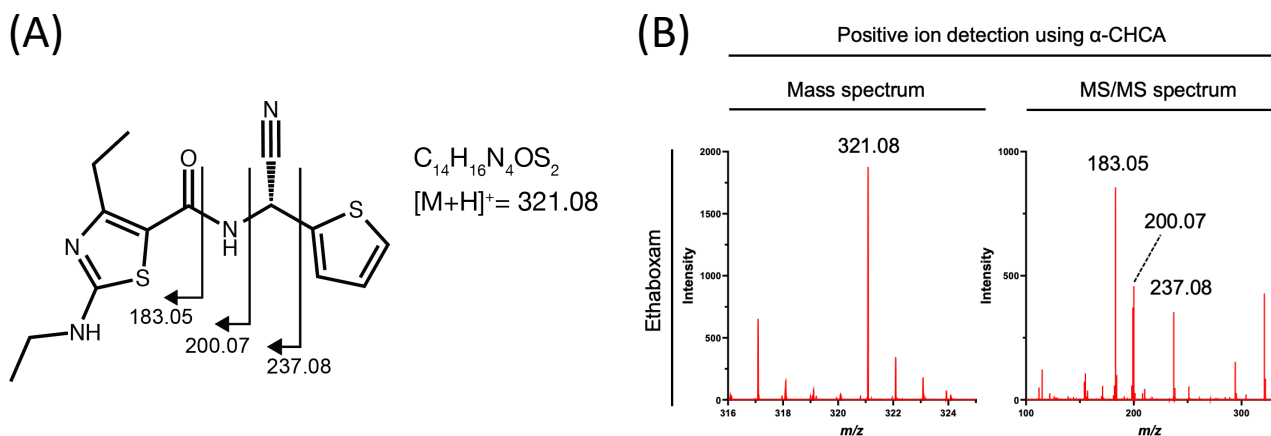 (A)
N
O
N
N
H
S
S
NH
183.05
200.07
237.08
C14H16N4OS2
[M+H]+= 321.08
(B)
Positive ion detection using α-CHCA
Mass spectrum
MS/MS spectrum
Ethaboxam
321.08
2000
1500
1000
500
0
Intensity
316
318
320
322
324
m/z
183.05
200.07
237.08
1000
500
0
Intensity
100
200
300
m/z